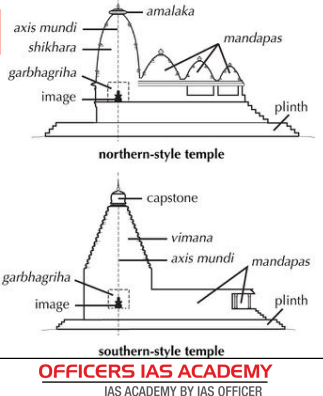 amalaka
axis mundi
shikhara
mandapas
garbhagriha
image
plinth
northern-style temple
capstone
vimana
axis mundi
mandapas
garbhagriha
image
plinth
southern-style temple
OFFICERS IAS ACADEMY
IAS ACADEMY BY IAS OFFICER